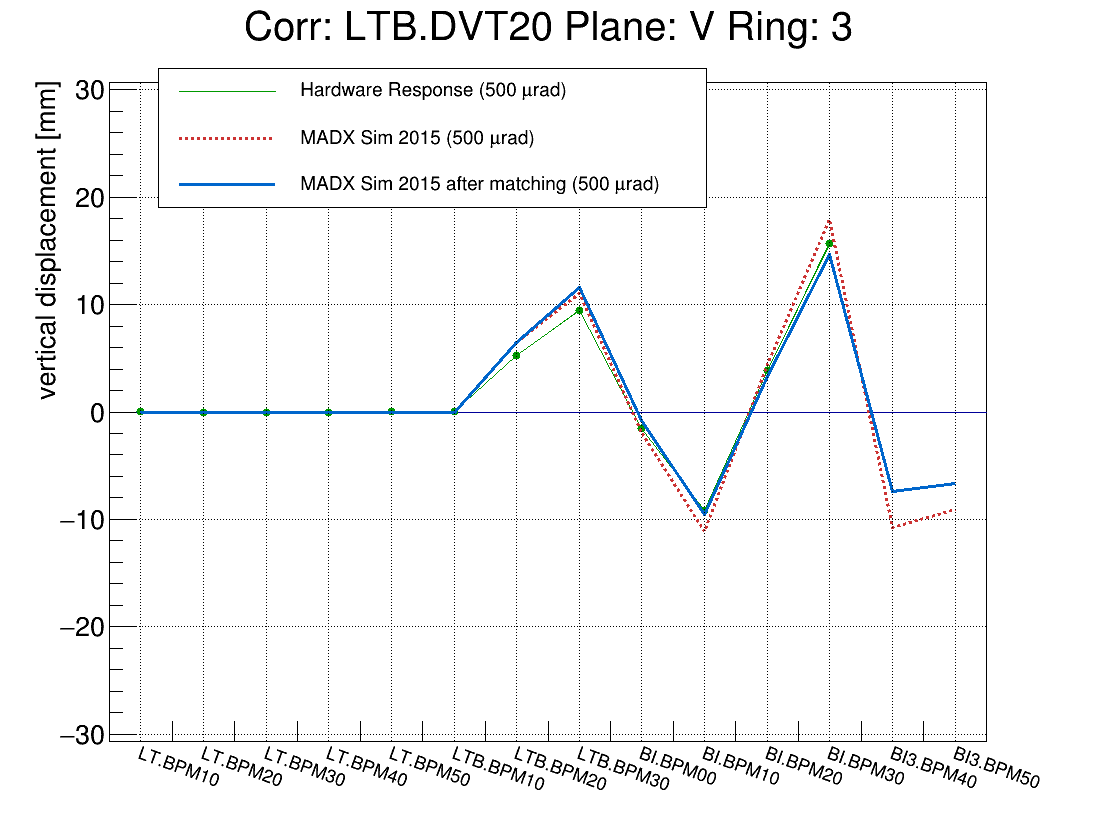 Corr: LTB.DVT20 Plane: V Ring: 3
vertical displacement [mm]
Hardware Response (500 μrad)
MADX Sim 2015 (500 μrad)
MADX Sim 2015 after matching (500 μrad)
30
20
10
0
−10
−20
−30
LT.BPM10
LT.BPM20
LT.BPM30
LT.BPM40
LT.BPM50
LTB.BPM10
LTB.BPM20
LTB.BPM30
BI.BPM00
BI.BPM10
BI.BPM20
BI.BPM30
BI3.BPM40
BI3.BPM50